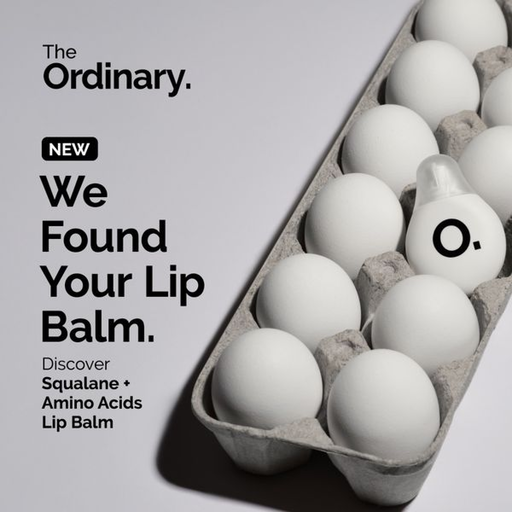 The
Ordinary.
NEW
We
Found
Your Lip
Balm.
Discover
Squalane +
Amino Acids
Lip Balm
O.